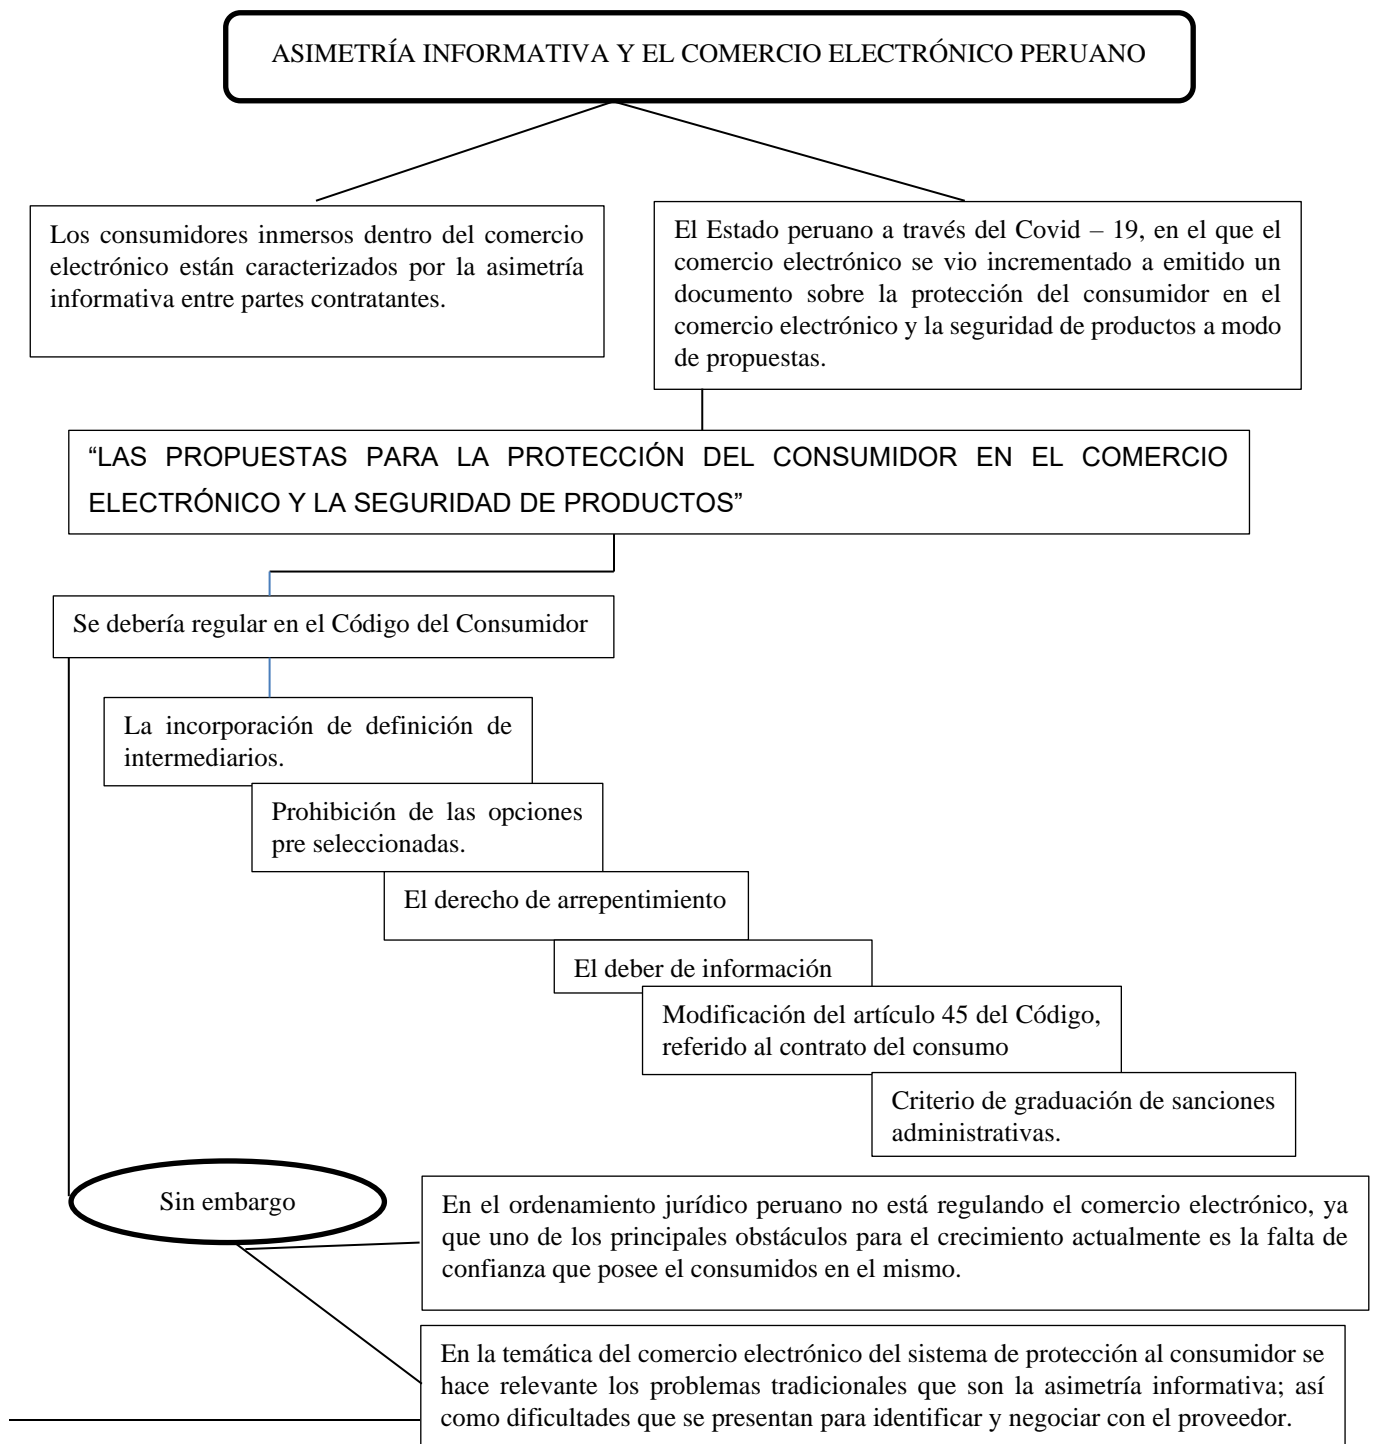 ASIMETRÍA INFORMATIVA Y EL COMERCIO ELECTRÓNICO PERUANO
Los consumidores inmersos dentro del comercio
electrónico están caracterizados por la asimetría
informativa entre partes contratantes.
El Estado peruano a través del Covid – 19, en el que el
comercio electrónico se vio incrementado a emitido un
documento sobre la protección del consumidor en el
comercio electrónico y la seguridad de productos a modo
de propuestas.
“LAS PROPUESTAS PARA LA PROTECCIÓN DEL CONSUMIDOR EN EL COMERCIO
ELECTRÓNICO Y LA SEGURIDAD DE PRODUCTOS”
Se debería regular en el Código del Consumidor
La incorporación de definición de
intermediarios.
Prohibición de las opciones
pre seleccionadas.
El derecho de arrepentimiento
El deber de información
Modificación del artículo 45 del Código,
referido al contrato del consumo
Criterio de graduación de sanciones
administrativas.
Sin embargo
En el ordenamiento jurídico peruano no está regulando el comercio electrónico, ya
que uno de los principales obstáculos para el crecimiento actualmente es la falta de
confianza que posee el consumidos en el mismo.
En la temática del comercio electrónico del sistema de protección al consumidor se
hace relevante los problemas tradicionales que son la asimetría informativa; así
como dificultades que se presentan para identificar y negociar con el proveedor.